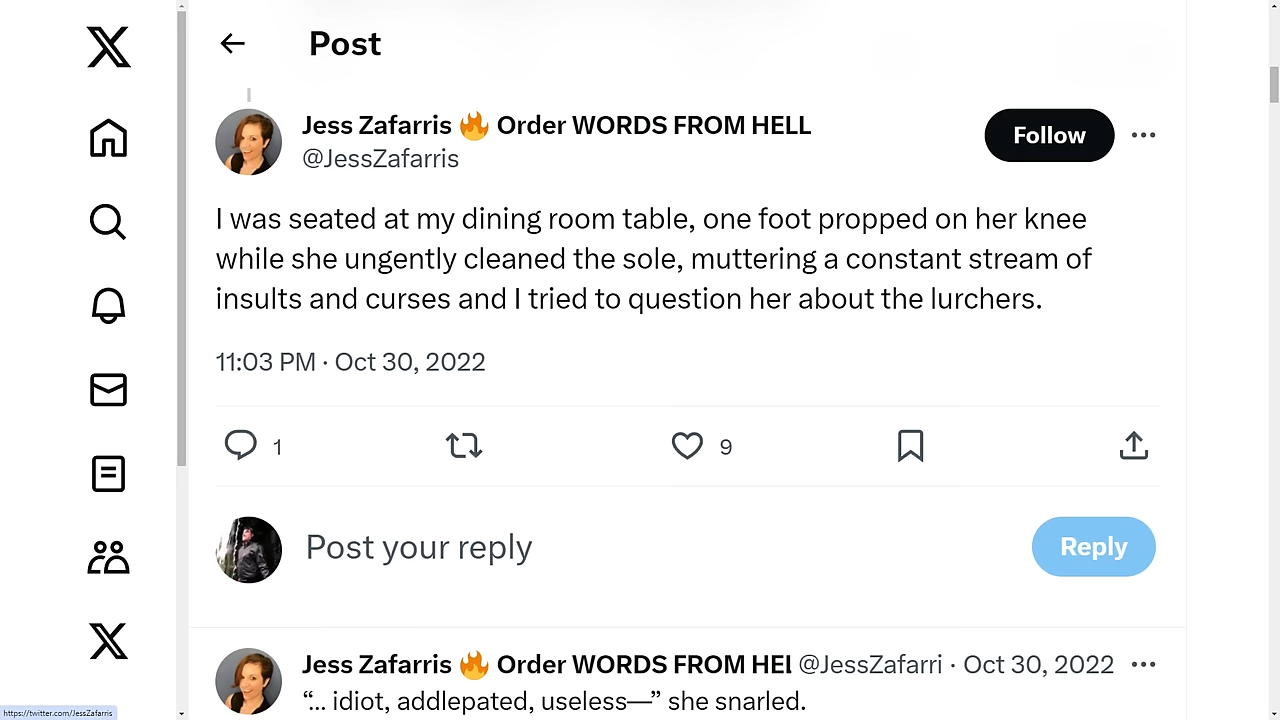 Post
Jess Zafarris 🔥 Order WORDS FROM HELL
@JessZafarris
Follow
I was seated at my dining room table, one foot propped on her knee
while she ungently cleaned the sole, muttering a constant stream of
insults and curses and I tried to question her about the lurchers.
11:03 PM · Oct 30, 2022
1
9
Post your reply
Reply
Jess Zafarris 🔥 Order WORDS FROM HEL @JessZafarri · Oct 30, 2022
“... idiot, addlepated, useless—” she snarled.
https://twitter.com/JessZafarris